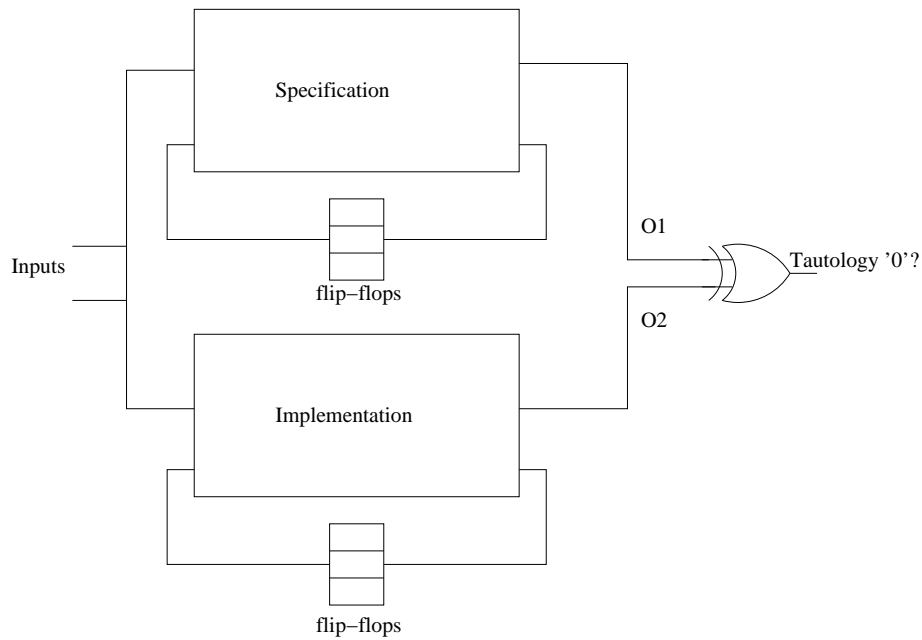 Specification
O1
Inputs
Tautology '0'?
flip−flops
O2
Implementation
flip−flops